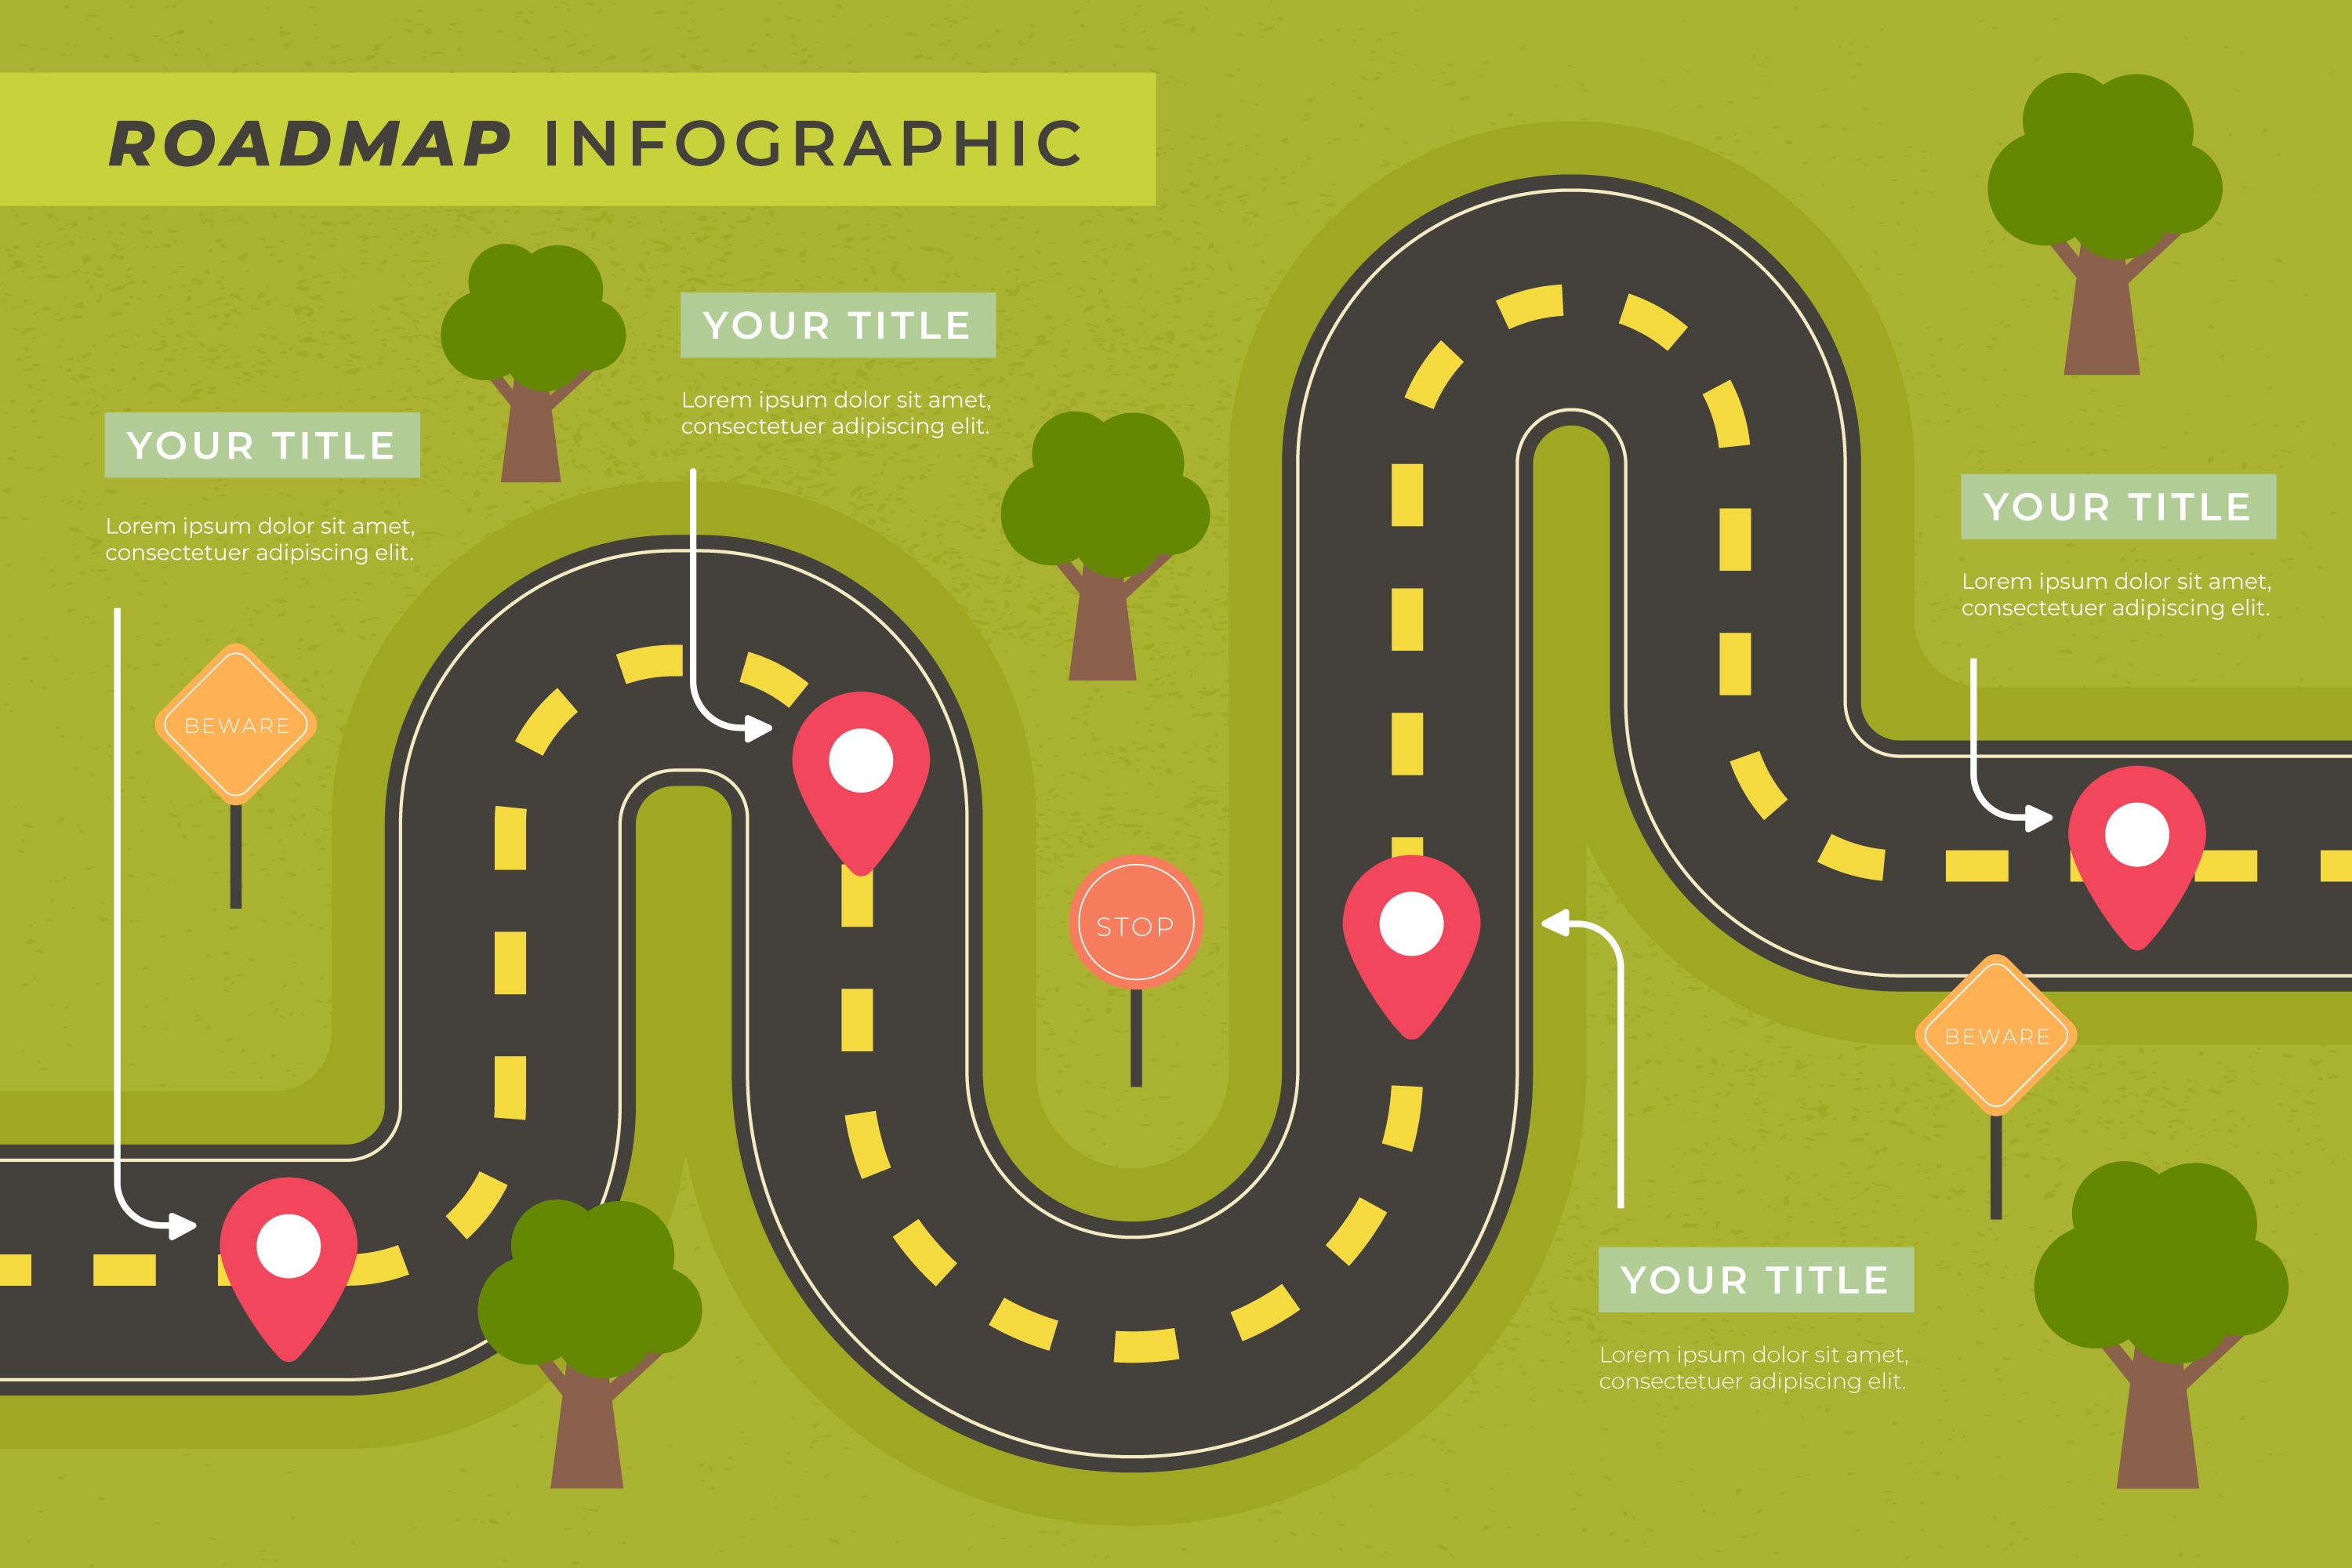 ROADMAP INFOGRAPHIC
YOUR TITLE
Lorem ipsum dolor sit amet,
consectetuer adipiscing elit.
YOUR TITLE
Lorem ipsum dolor sit amet,
consectetuer adipiscing elit.
YOUR TITLE
Lorem ipsum dolor sit amet,
consectetuer adipiscing elit.
BEWARE
STOP
BEWARE
YOUR TITLE
Lorem ipsum dolor sit amet,
consectetuer adipiscing elit.